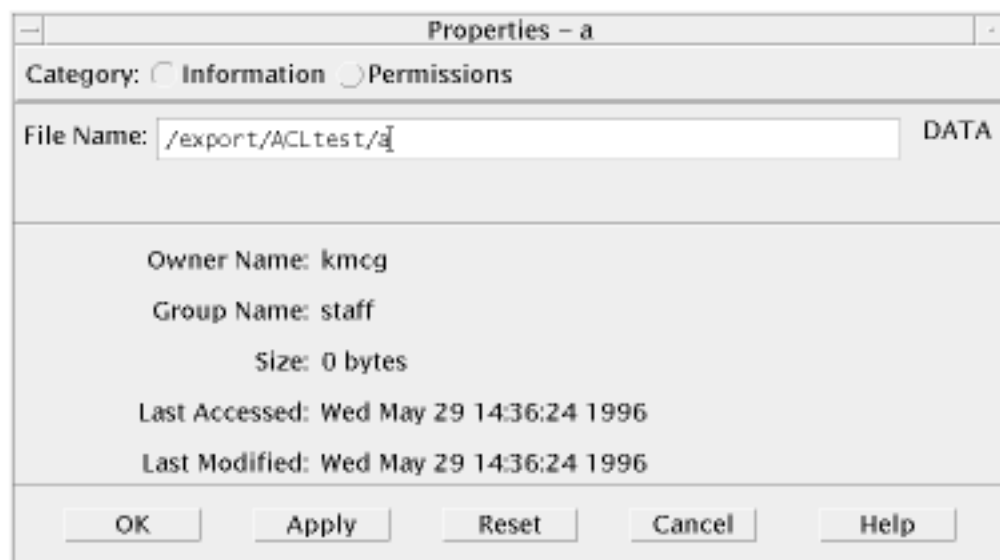 Properties – a
Category: Information Permissions
File Name: /export/ACLtest/a DATA
Owner Name: kmcg
Group Name: staff
Size: 0 bytes
Last Accessed: Wed May 29 14:36:24 1996
Last Modified: Wed May 29 14:36:24 1996
OK Apply Reset Cancel Help